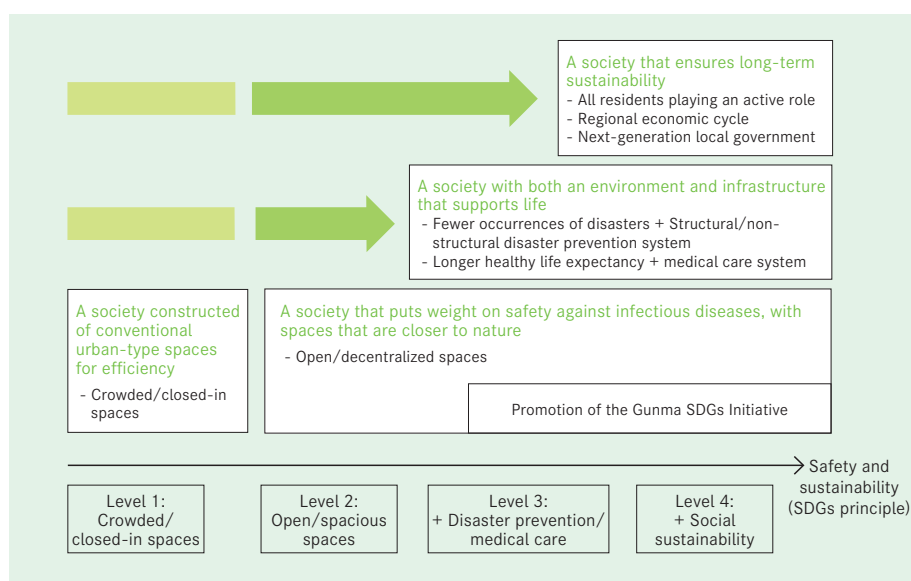 A society that ensures long-term
sustainability
- All residents playing an active role
- Regional economic cycle
- Next-generation local government
A society with both an environment and infrastructure
that supports life
- Fewer occurrences of disasters + Structural/non-
structural disaster prevention system
- Longer healthy life expectancy + medical care system
A society constructed
of conventional
urban-type spaces
for efficiency
- Crowded/closed-in
spaces
A society that puts weight on safety against infectious diseases, with
spaces that are closer to nature
- Open/decentralized spaces
Promotion of the Gunma SDGs Initiative
Safety and
sustainability
(SDGs principle)
Level 1:
Crowded/
closed-in spaces
Level 2:
Open/spacious
spaces
Level 3:
+ Disaster prevention/
medical care
Level 4:
+ Social
sustainability